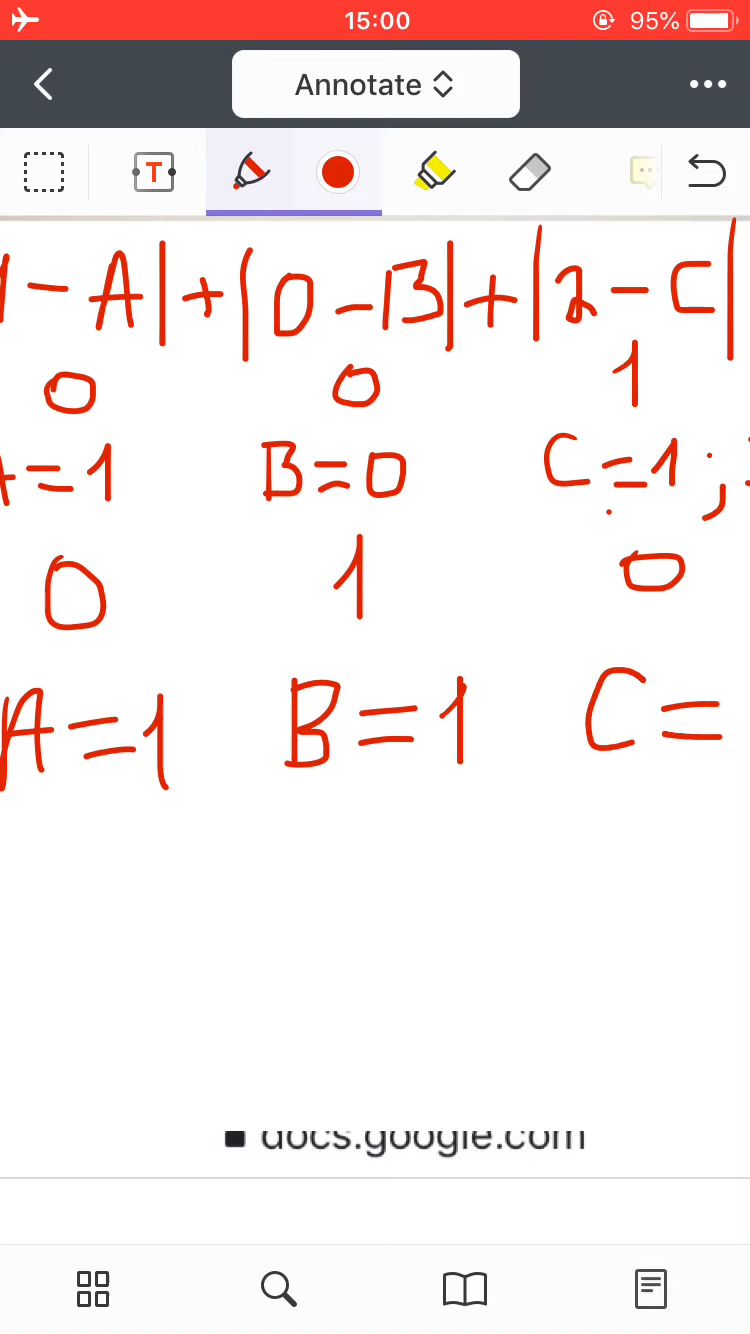 15:00 95%
Annotate
T
1 - A| + |0 - B| + |2 - C|
0 0 1
A = 1 B = 0 C = 1 ;
0 1 0
A = 1 B = 1 C =
docs.google.com